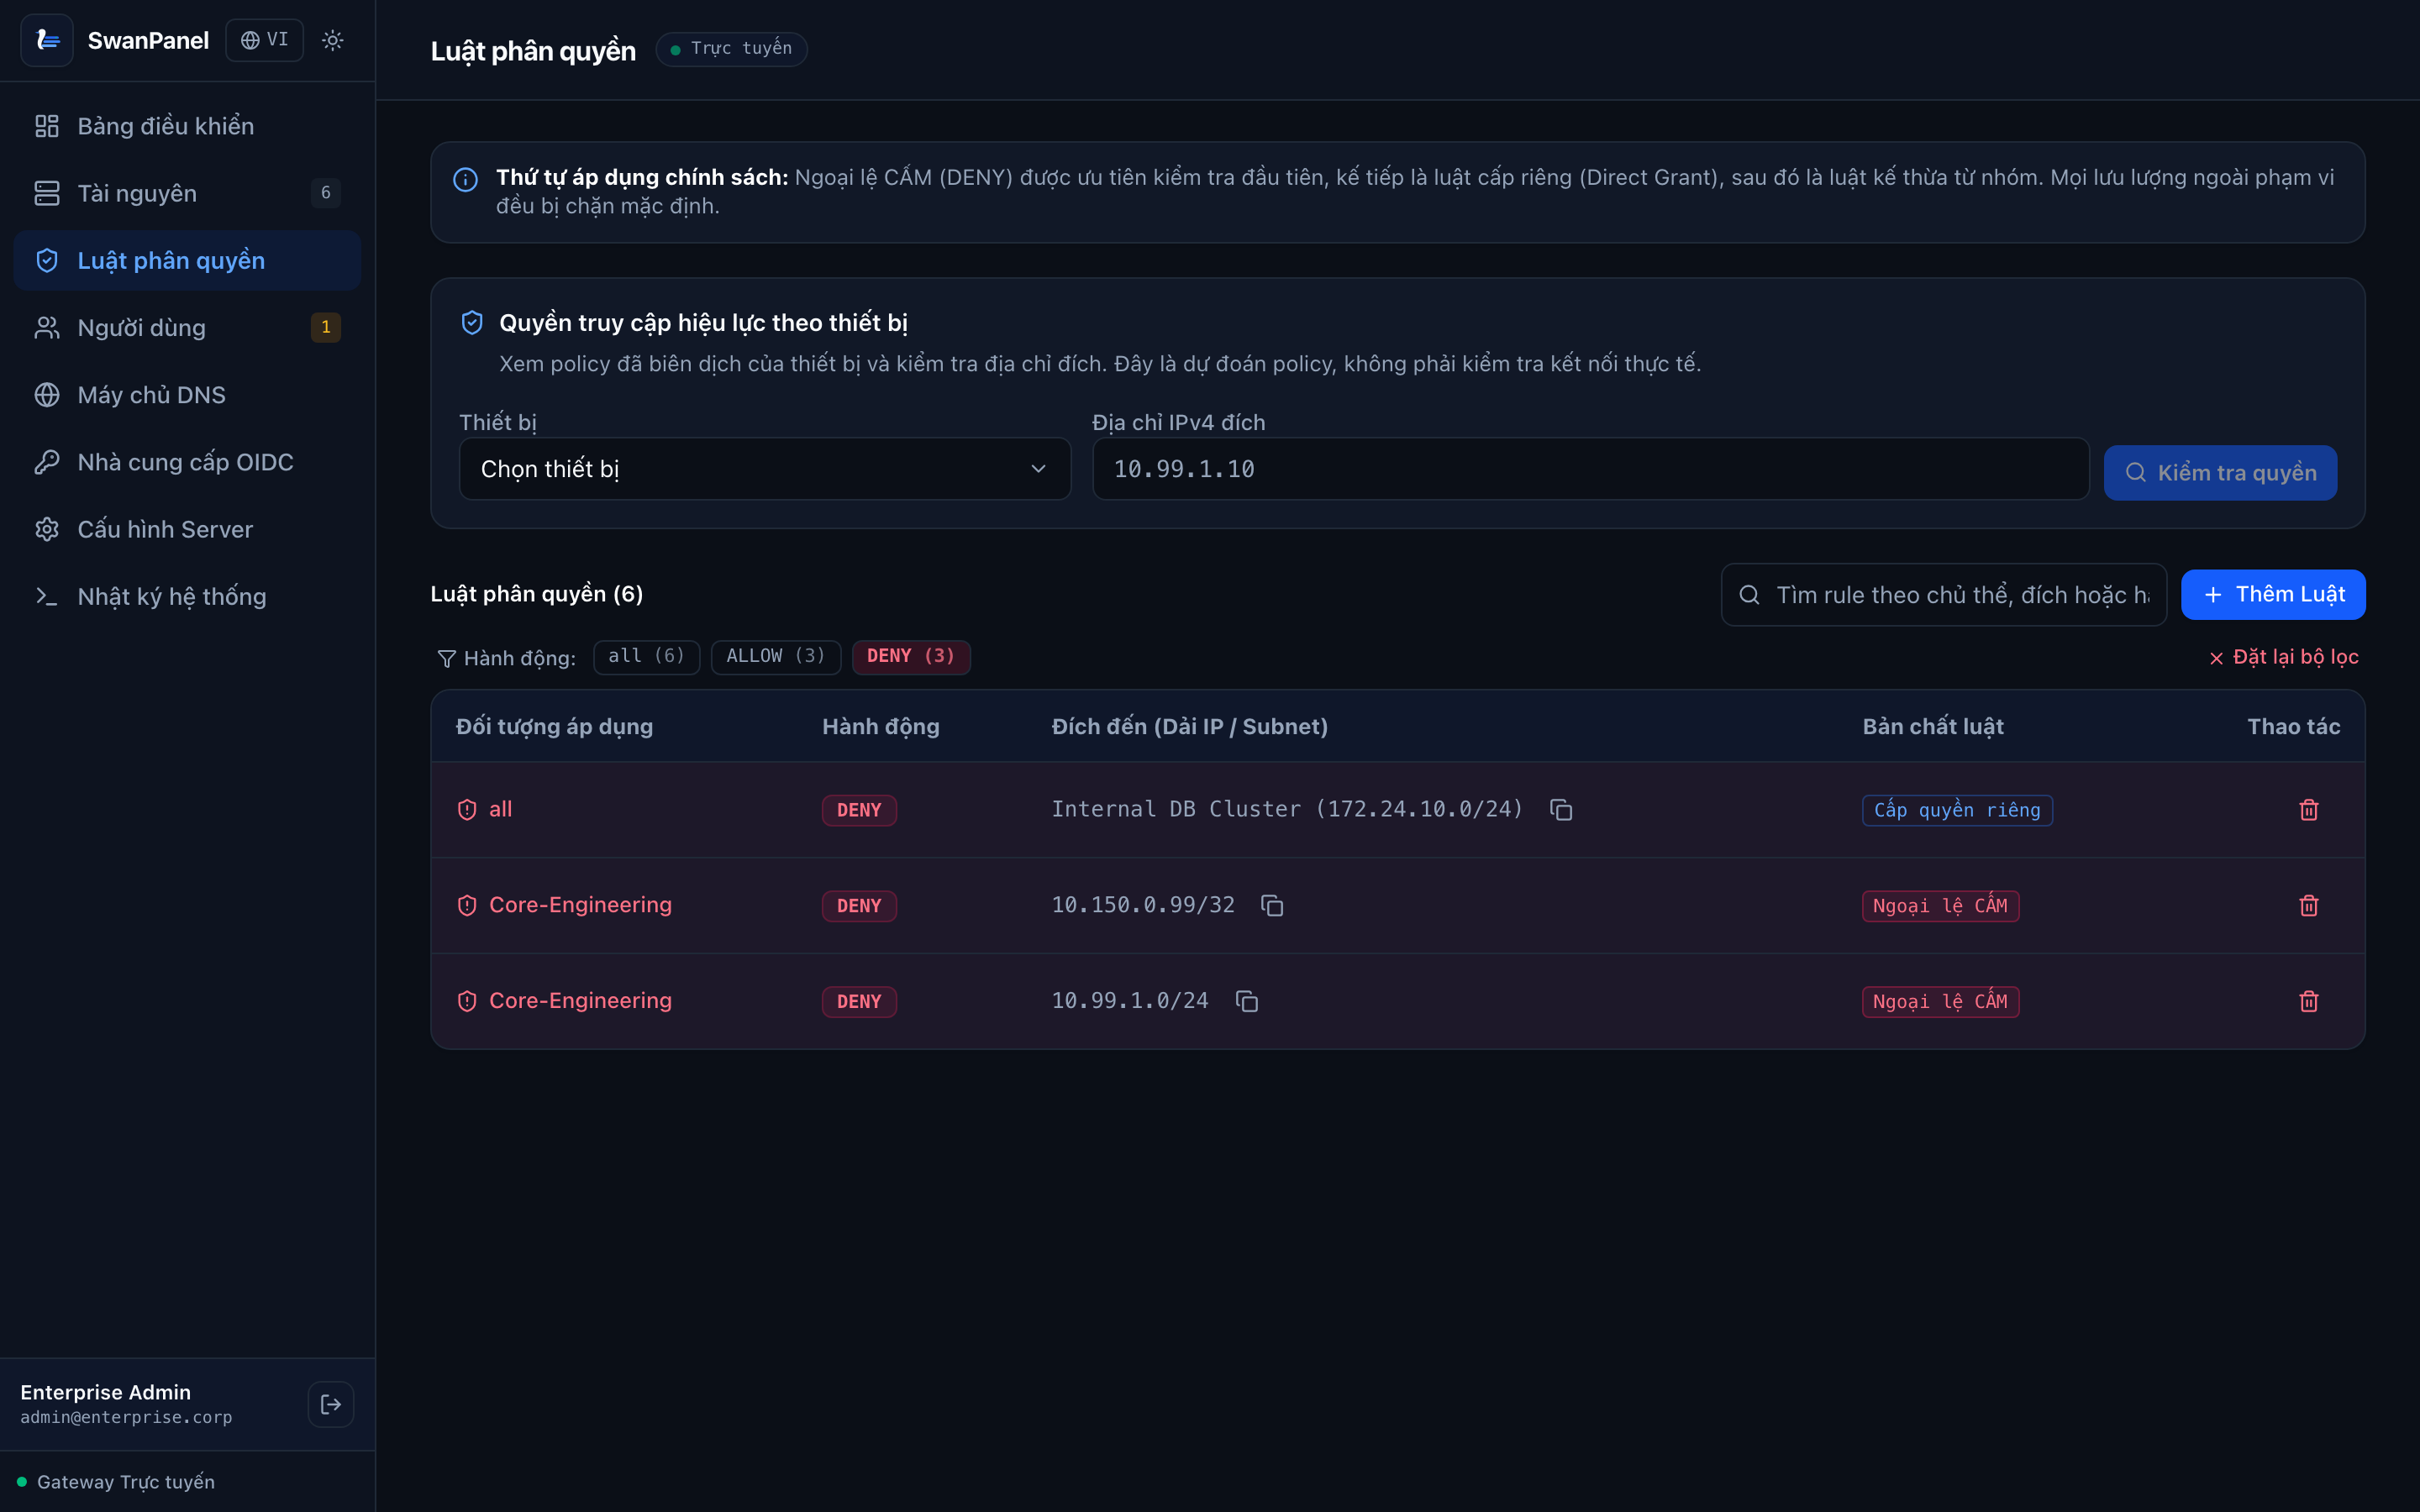 SwanPanel
VI
Bảng điều khiển
Tài nguyên
6
Luật phân quyền
Người dùng
1
Máy chủ DNS
Nhà cung cấp OIDC
Cấu hình Server
Nhật ký hệ thống
Enterprise Admin
admin@enterprise.corp
Gateway Trực tuyến
Luật phân quyền
Trực tuyến
Thứ tự áp dụng chính sách: Ngoại lệ CẤM (DENY) được ưu tiên kiểm tra đầu tiên, kế tiếp là luật cấp riêng (Direct Grant), sau đó là luật kế thừa từ nhóm. Mọi lưu lượng ngoài phạm vi
đều bị chặn mặc định.
Quyền truy cập hiệu lực theo thiết bị
Xem policy đã biên dịch của thiết bị và kiểm tra địa chỉ đích. Đây là dự đoán policy, không phải kiểm tra kết nối thực tế.
Thiết bị
Địa chỉ IPv4 đích
Chọn thiết bị
10.99.1.10
Kiểm tra quyền
Luật phân quyền (6)
Tìm rule theo chủ thể, đích hoặc h
Thêm Luật
Hành động:
all (6)
ALLOW (3)
DENY (3)
Đặt lại bộ lọc
Đối tượng áp dụng
Hành động
Đích đến (Dải IP / Subnet)
Bản chất luật
Thao tác
all
DENY
Internal DB Cluster (172.24.10.0/24)
Cấp quyền riêng
Core-Engineering
DENY
10.150.0.99/32
Ngoại lệ CẤM
Core-Engineering
DENY
10.99.1.0/24
Ngoại lệ CẤM